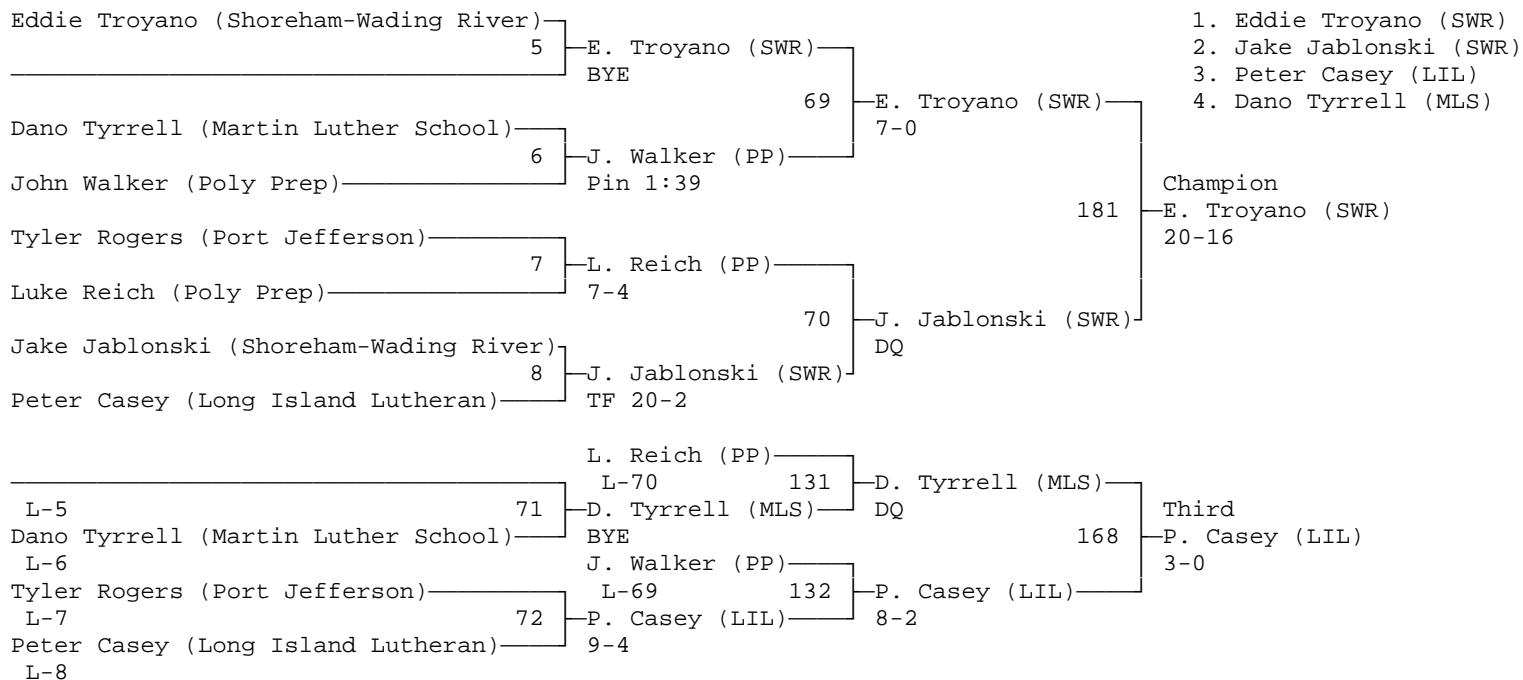 Eddie Troyano (Shoreham-Wading River) 1. Eddie Troyano (SWR)
5 E. Troyano (SWR) 2. Jake Jablonski (SWR)
BYE 3. Peter Casey (LIL)
69 E. Troyano (SWR) 4. Dano Tyrrell (MLS)
Dano Tyrrell (Martin Luther School) 7-0
6 J. Walker (PP)
John Walker (Poly Prep) Pin 1:39 Champion
181 E. Troyano (SWR)
Tyler Rogers (Port Jefferson) 20-16
7 L. Reich (PP)
Luke Reich (Poly Prep) 7-4
70 J. Jablonski (SWR)
Jake Jablonski (Shoreham-Wading River) DQ
8 J. Jablonski (SWR)
Peter Casey (Long Island Lutheran) TF 20-2
L. Reich (PP)
L-70 131 D. Tyrrell (MLS)
L-5 71 D. Tyrrell (MLS) DQ Third
Dano Tyrrell (Martin Luther School) BYE 168 P. Casey (LIL)
L-6 J. Walker (PP) 3-0
Tyler Rogers (Port Jefferson) L-69 132 P. Casey (LIL)
L-7 72 P. Casey (LIL) 8-2
Peter Casey (Long Island Lutheran) 9-4
L-8